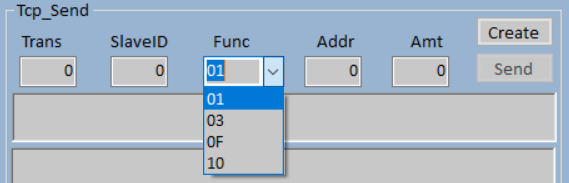 Tcp_Send
Trans SlaveID Func Addr Amt Create
0 0 01 0 0 Send
01
03
0F
10